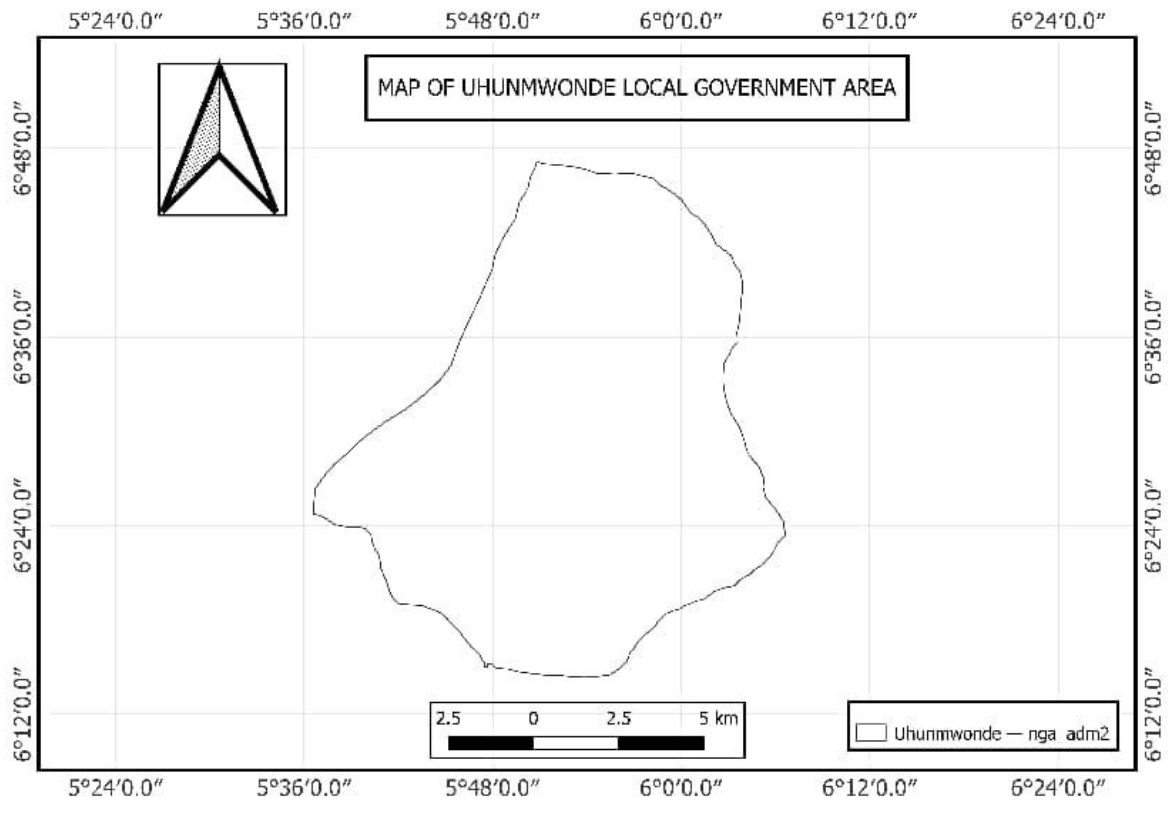 5°24′0.0″ 5°36′0.0″ 5°48′0.0″ 6°0′0.0″ 6°12′0.0″ 6°24′0.0″
MAP OF UHUNMWONDE LOCAL GOVERNMENT AREA
6°48′0.0″ 6°48′0.0″
6°36′0.0″ 6°36′0.0″
6°24′0.0″ 6°24′0.0″
6°12′0.0″ 6°12′0.0″
2.5 0 2.5 5 km
Uhunmwonde — nga adm2
5°24′0.0″ 5°36′0.0″ 5°48′0.0″ 6°0′0.0″ 6°12′0.0″ 6°24′0.0″